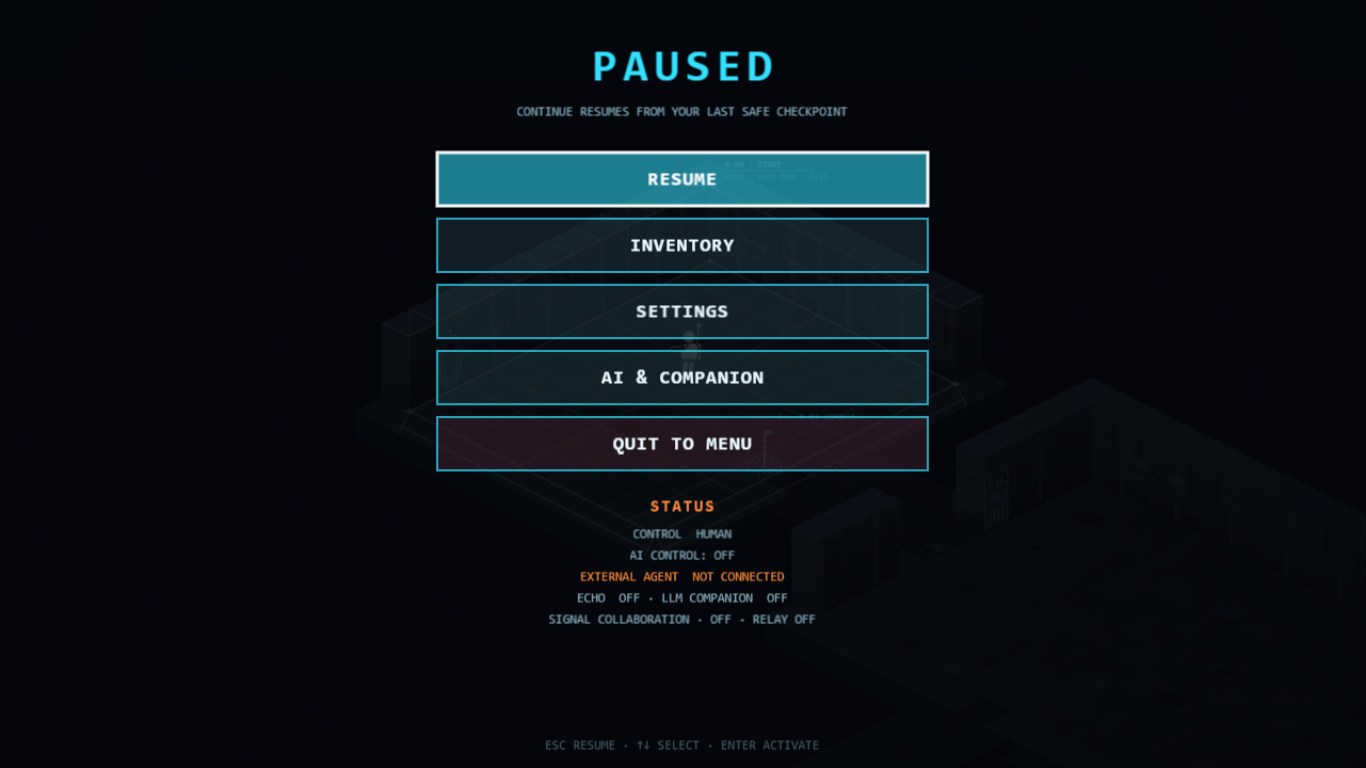 PAUSED
CONTINUE RESUMES FROM YOUR LAST SAFE CHECKPOINT
RESUME
INVENTORY
SETTINGS
AI & COMPANION
QUIT TO MENU
STATUS
CONTROL HUMAN
AI CONTROL: OFF
EXTERNAL AGENT NOT CONNECTED
ECHO OFF · LLM COMPANION OFF
SIGNAL COLLABORATION · OFF · RELAY OFF
ESC RESUME · ↑↓ SELECT · ENTER ACTIVATE